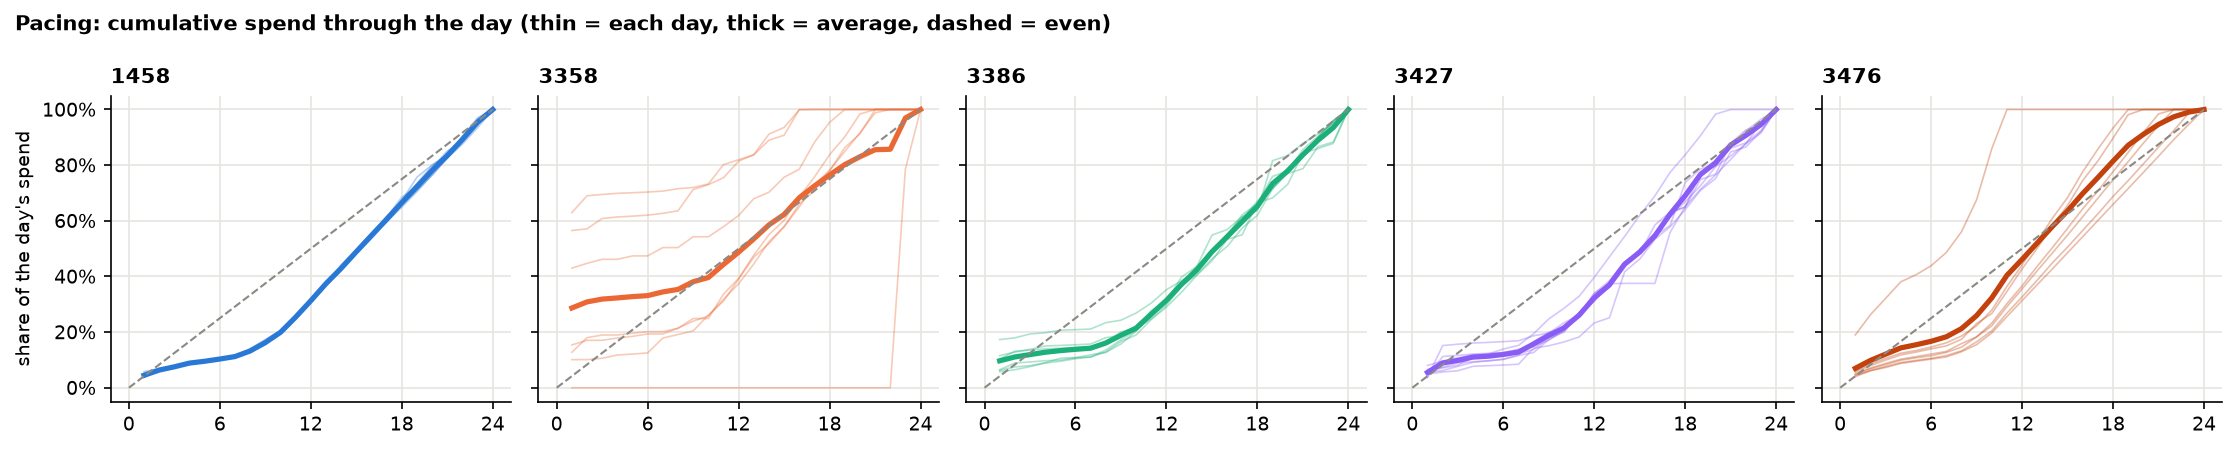 Pacing: cumulative spend through the day (thin = each day, thick = average, dashed = even)
1458
3358
3386
3427
3476
share of the day's spend
100%
80%
60%
40%
20%
0%
0 6 12 18 24
0 6 12 18 24
0 6 12 18 24
0 6 12 18 24
0 6 12 18 24